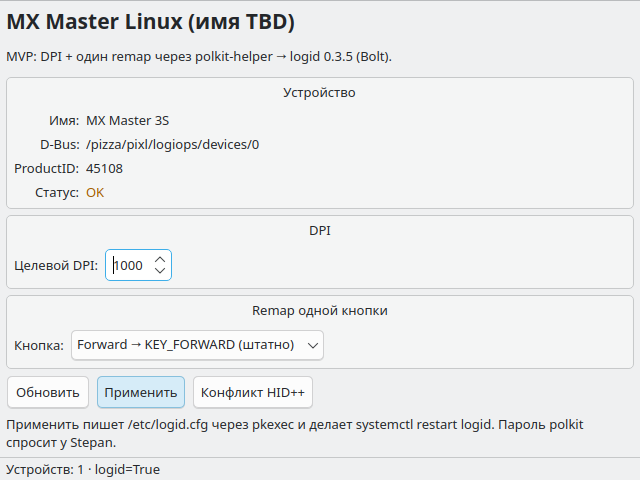 MX Master Linux (имя TBD)
MVP: DPI + один remap через polkit-helper → logid 0.3.5 (Bolt).
Устройство
Имя: MX Master 3S
D-Bus: /pizza/pixl/logiops/devices/0
ProductID: 45108
Статус: OK
DPI
Целевой DPI: 1000
Remap одной кнопки
Кнопка: Forward → KEY_FORWARD (штатно)
Обновить Применить Конфликт HID++
Применить пишет /etc/logid.cfg через pkexec и делает systemctl restart logid. Пароль polkit
спросит у Stepan.
Устройств: 1 · logid=True